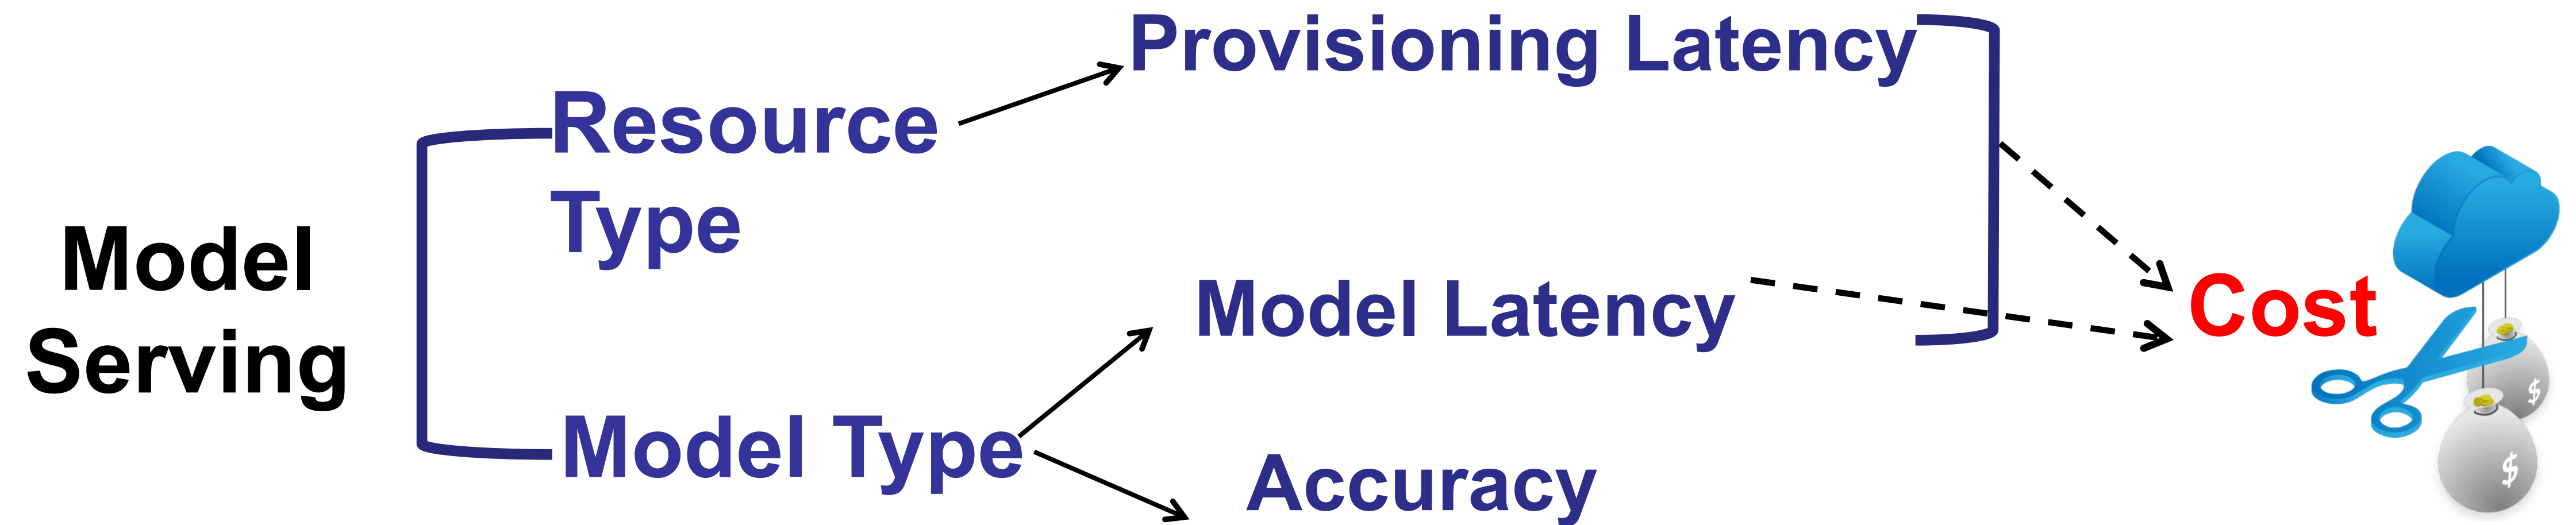 Model
Serving
Resource
Type
Model Type
Provisioning Latency
Model Latency
Accuracy
Cost
$
$